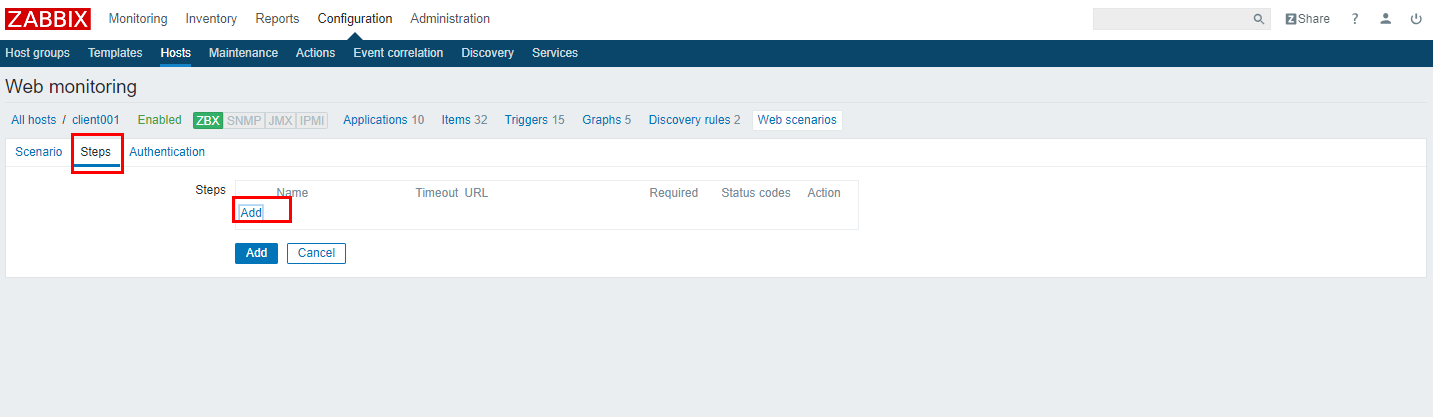 ZABBIX Monitoring Inventory Reports Configuration Administration Z Share ?
Host groups Templates Hosts Maintenance Actions Event correlation Discovery Services
Web monitoring
All hosts / client001 Enabled ZBX SNMP JMX IPMI Applications 10 Items 32 Triggers 15 Graphs 5 Discovery rules 2 Web scenarios
Scenario Steps Authentication
Steps Name Timeout URL Required Status codes Action
Add
Add Cancel